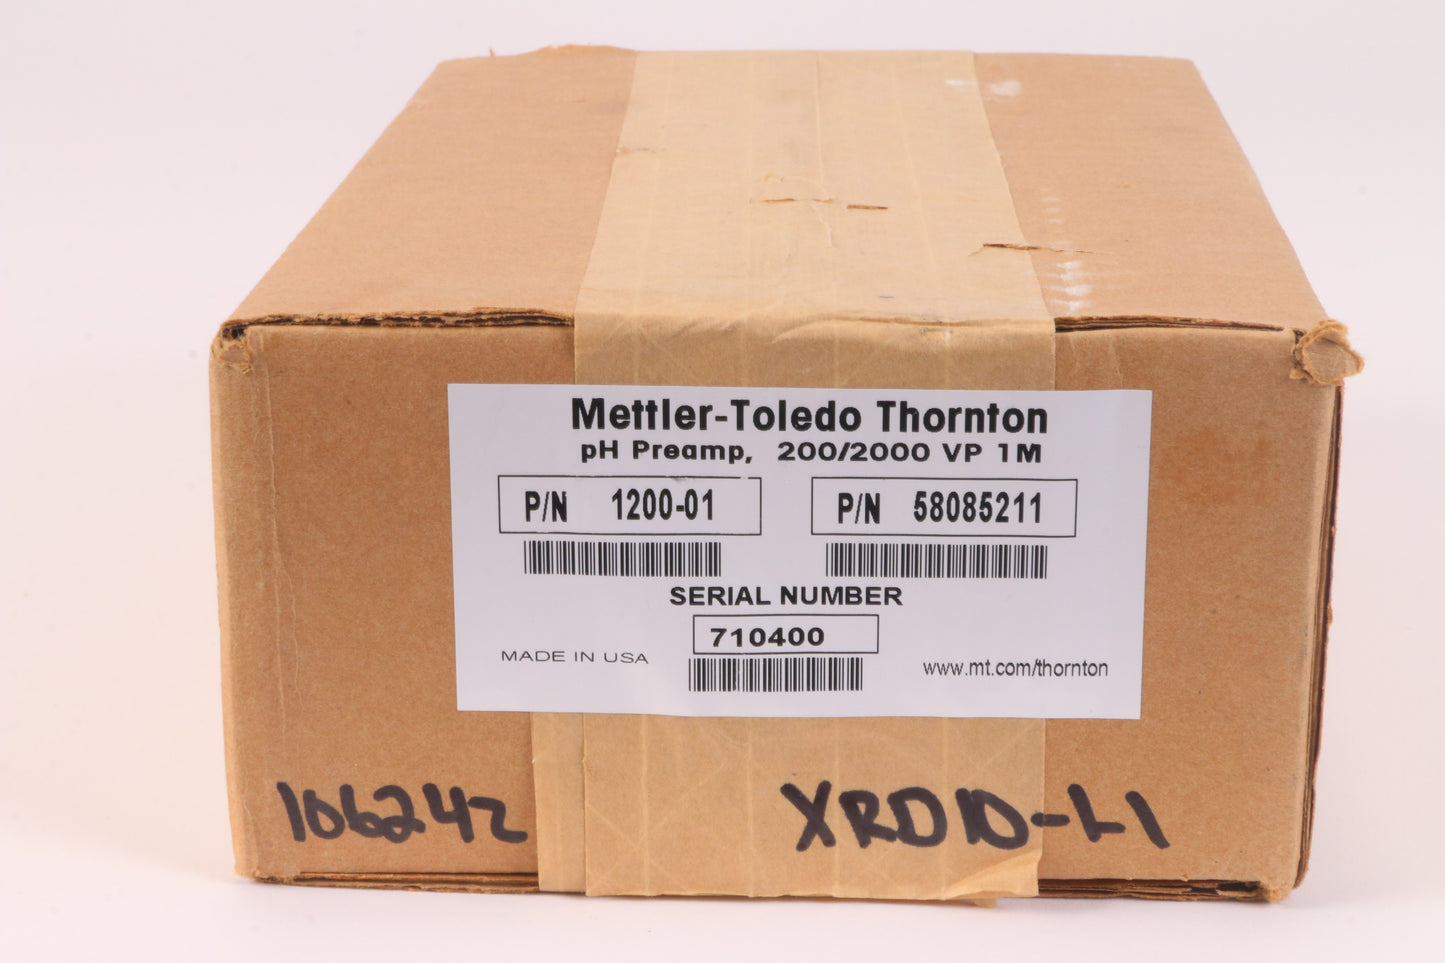 Mettler-Toledo Thornton
pH Preamp, 200/2000 VP 1M
P/N 1200-01 P/N 58085211
SERIAL NUMBER
710400
MADE IN USA www.mt.com/thornton
106242 XRD10-L1